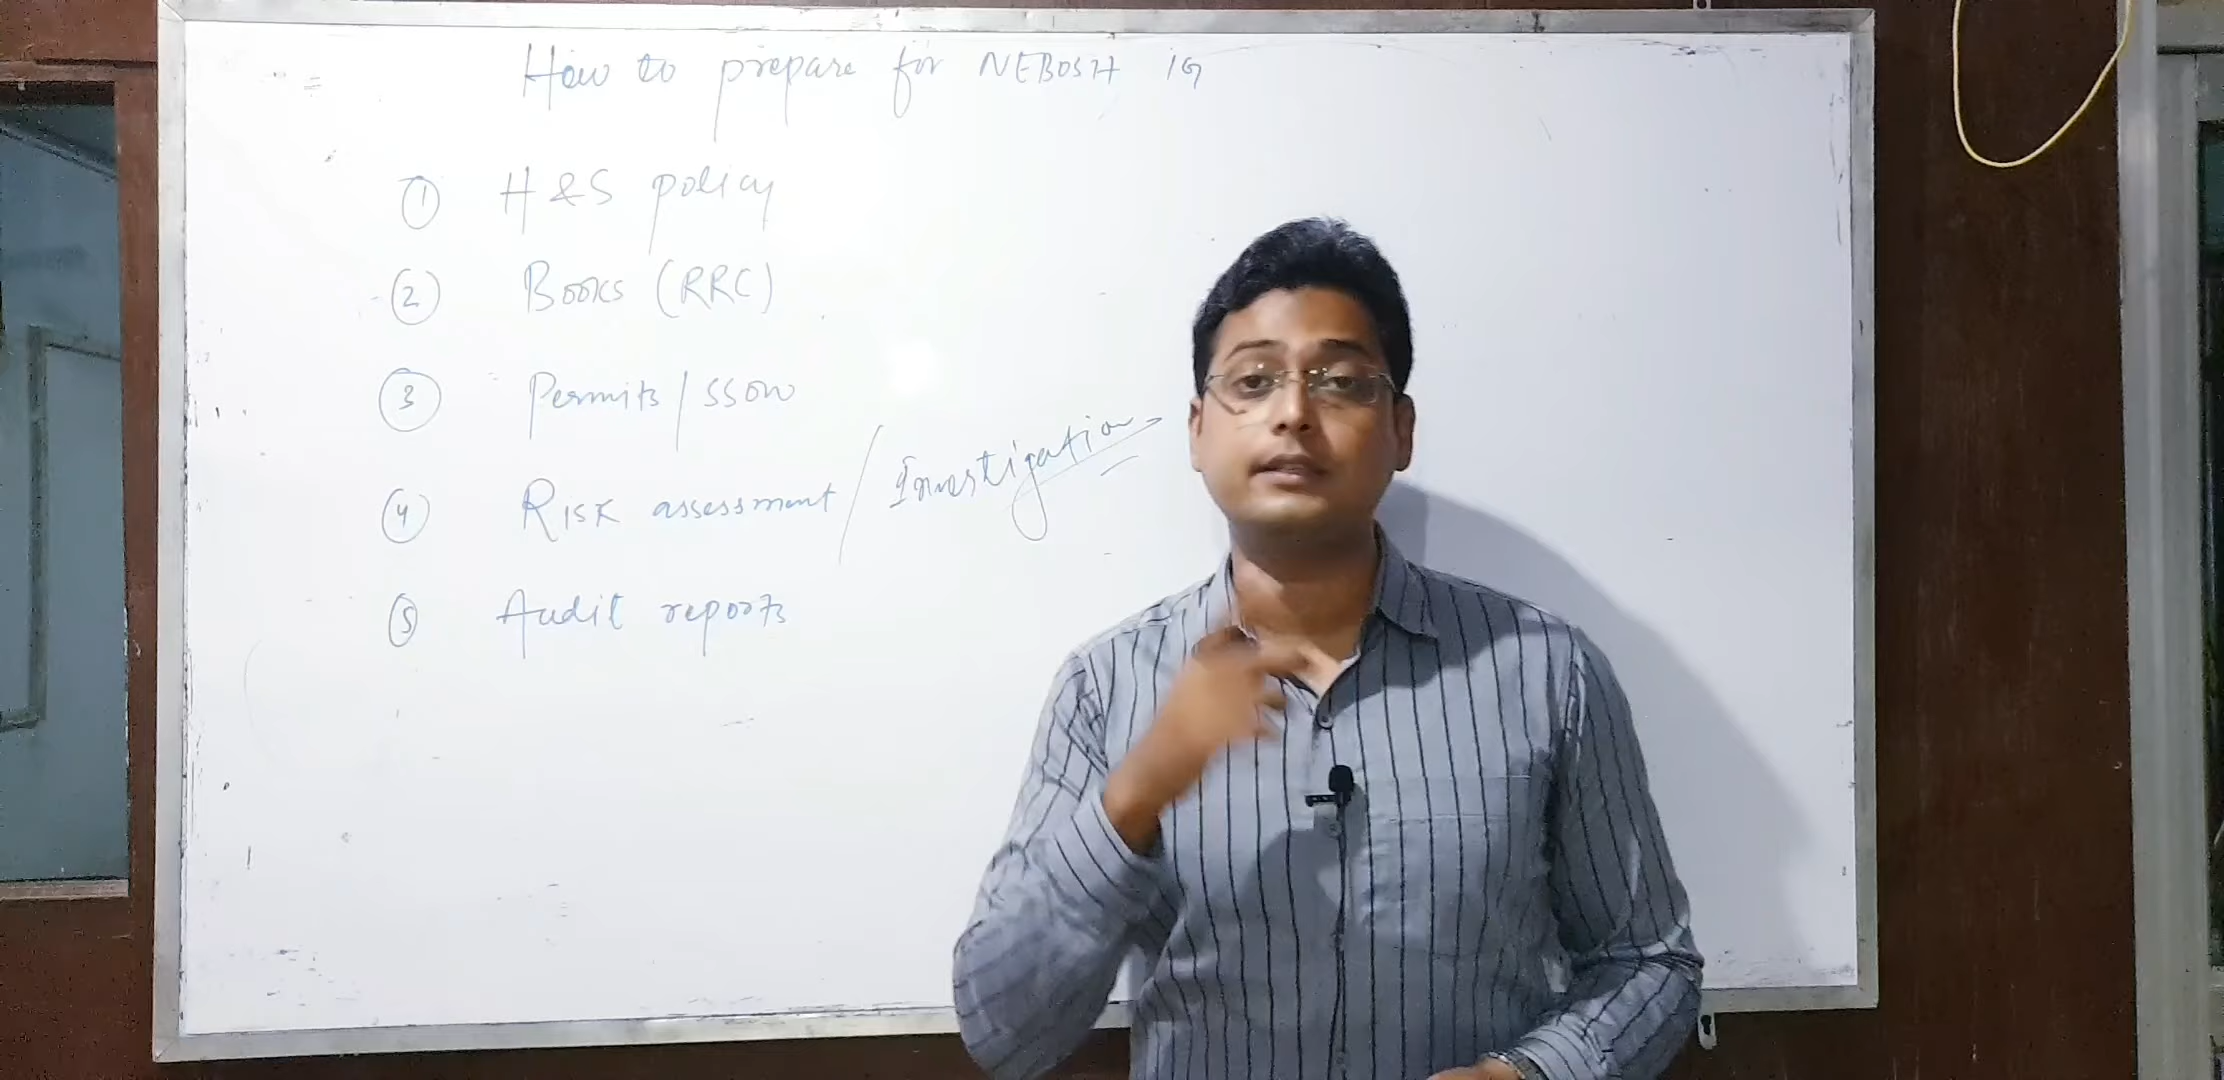 How to prepare for NEBOSH IG
① H & S policy
② Books (RRC)
③ Permits / SSOW
④ Risk assessment / Investigation
⑤ Audit reports